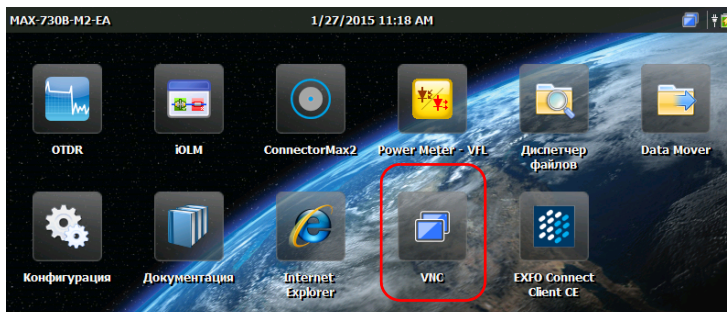 MAX-730B-M2-EA 1/27/2015 11:18 AM
OTDR iOLM ConnectorMax2 Power Meter - VFL Диспетчер файлов Data Mover
Конфигурация Документация Internet Explorer VNC EXFO Connect Client CE